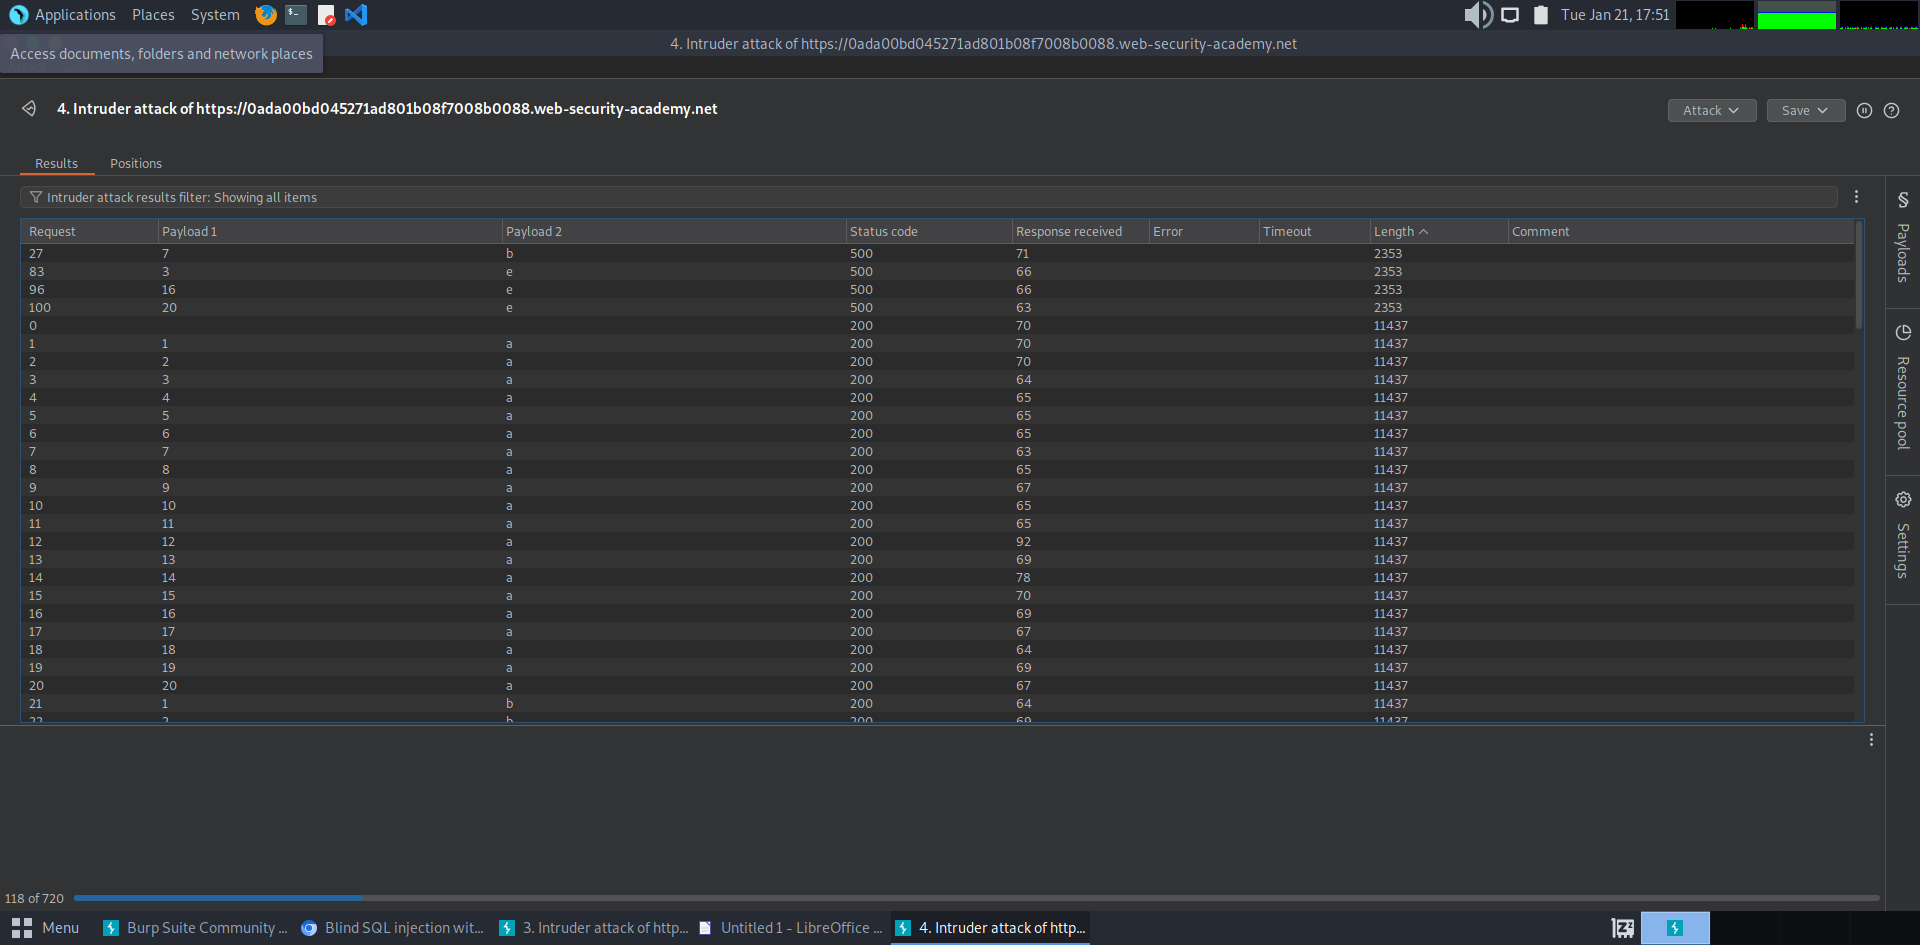 Applications Places System Tue Jan 21, 17:51
4. Intruder attack of https://0ada00bd045271ad801b08f7008b0088.web-security-academy.net
Access documents, folders and network places
4. Intruder attack of https://0ada00bd045271ad801b08f7008b0088.web-security-academy.net Attack Save
Results Positions
Intruder attack results filter: Showing all items
Request Payload 1 Payload 2 Status code Response received Error Timeout Length Comment
27 7 b 500 71 2353
83 3 e 500 66 2353
96 16 e 500 66 2353
100 20 e 500 63 2353
0 200 70 11437
1 1 a 200 70 11437
2 2 a 200 70 11437
3 3 a 200 64 11437
4 4 a 200 65 11437
5 5 a 200 65 11437
6 6 a 200 65 11437
7 7 a 200 63 11437
8 8 a 200 65 11437
9 9 a 200 67 11437
10 10 a 200 65 11437
11 11 a 200 65 11437
12 12 a 200 92 11437
13 13 a 200 69 11437
14 14 a 200 78 11437
15 15 a 200 70 11437
16 16 a 200 69 11437
17 17 a 200 67 11437
18 18 a 200 64 11437
19 19 a 200 69 11437
20 20 a 200 67 11437
21 1 b 200 64 11437
22 2 b 200 69 11437
Payloads
Resource pool
Settings
118 of 720
Menu Burp Suite Community ... Blind SQL injection wit... 3. Intruder attack of http... Untitled 1 - LibreOffice ... 4. Intruder attack of http...